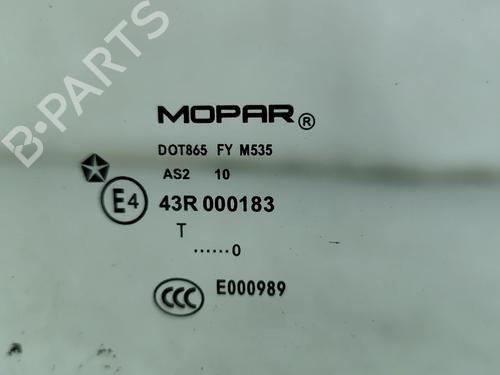 B-PARTS
MOPAR®
DOT865 FY M535
AS2 10
E4 43R 000183
T
......0
CCC E000989